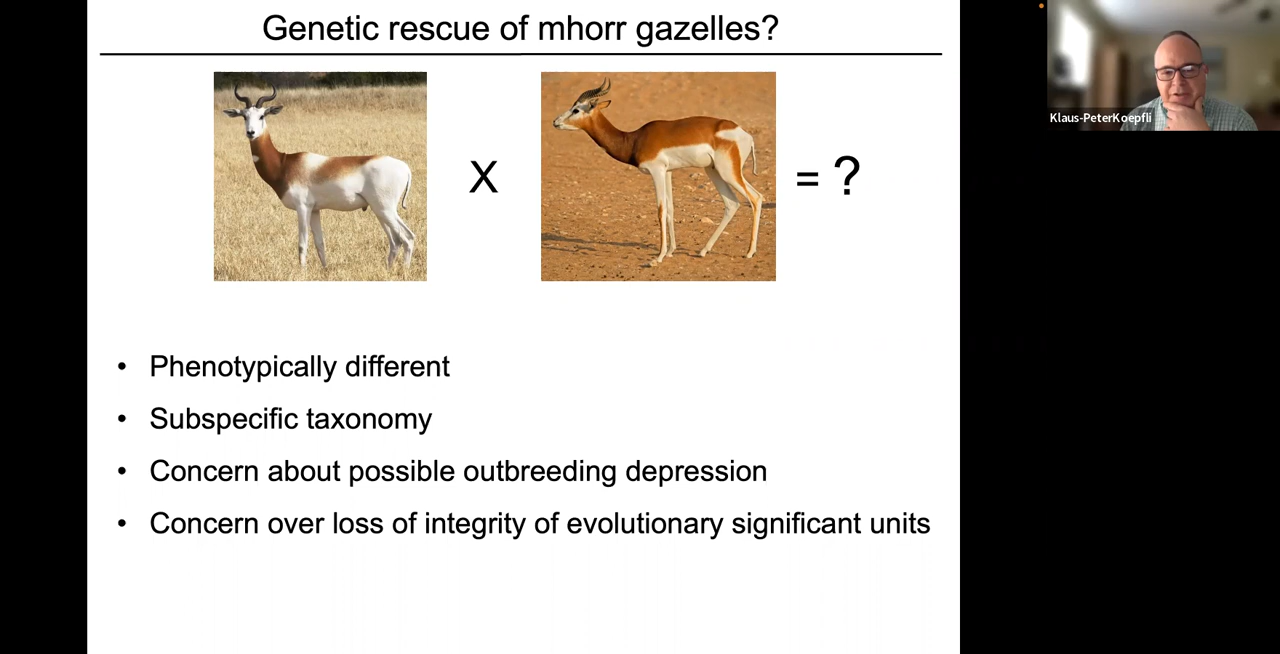 Genetic rescue of mhorr gazelles?
X
= ?
• Phenotypically different
• Subspecific taxonomy
• Concern about possible outbreeding depression
• Concern over loss of integrity of evolutionary significant units
Klaus-PeterKoepfli